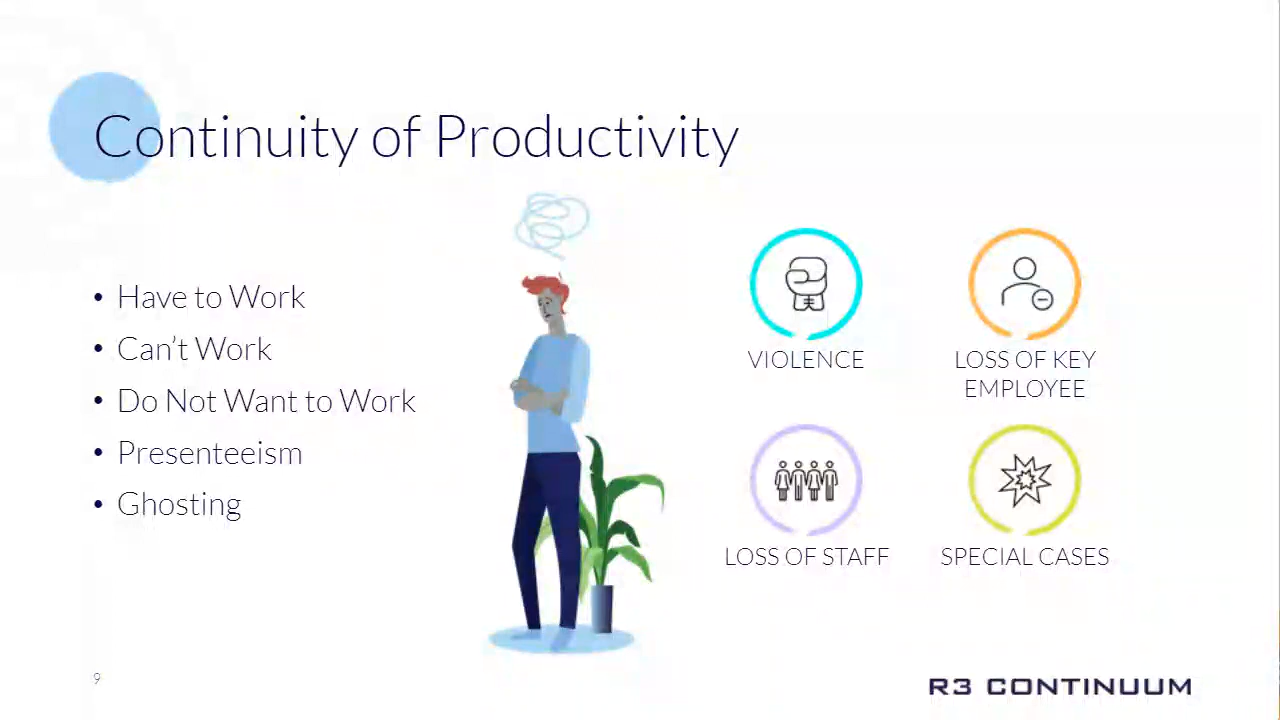 Continuity of Productivity
• Have to Work
• Can't Work
• Do Not Want to Work
• Presenteeism
• Ghosting
VIOLENCE
LOSS OF KEY
EMPLOYEE
LOSS OF STAFF
SPECIAL CASES
9
R3 CONTINUUM